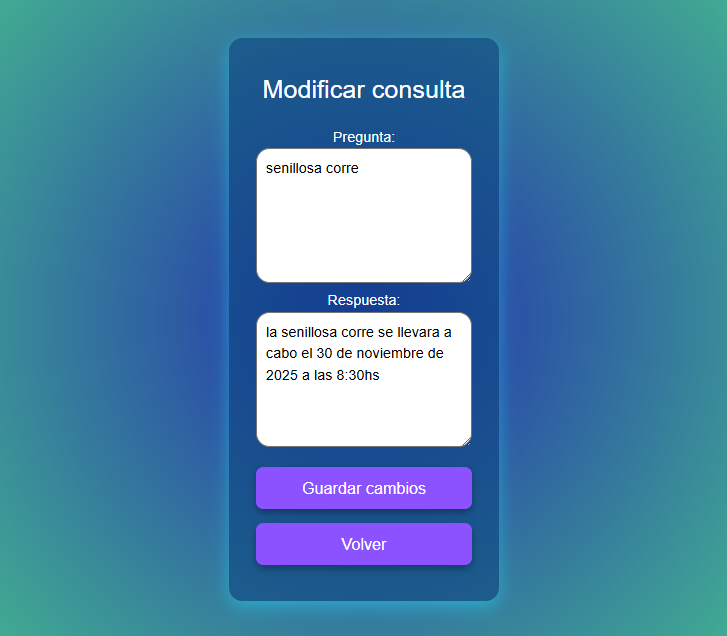 Modificar consulta
Pregunta:
senillosa corre
Respuesta:
la senillosa corre se llevara a
cabo el 30 de noviembre de
2025 a las 8:30hs
Guardar cambios
Volver